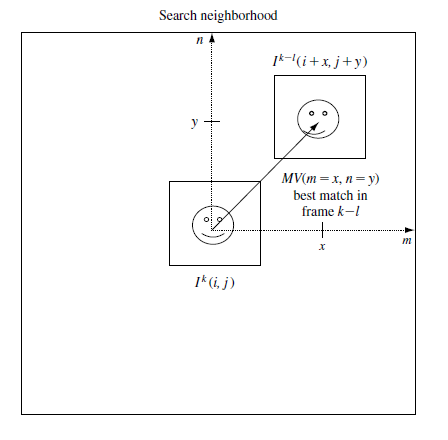 Search neighborhood
n
I^{k−l}(i+x, j+y)
y
MV(m=x, n=y)
best match in
frame k−l
x
m
I^k(i, j)